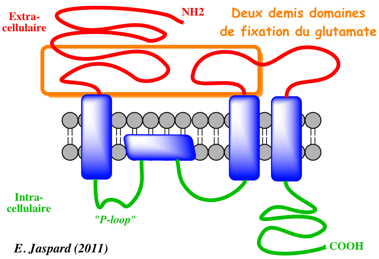 Extra-
cellulaire
NH2
Deux demis domaines
de fixation du glutamate
Intra-
cellulaire
"P-loop"
COOH
E. Jaspard (2011)